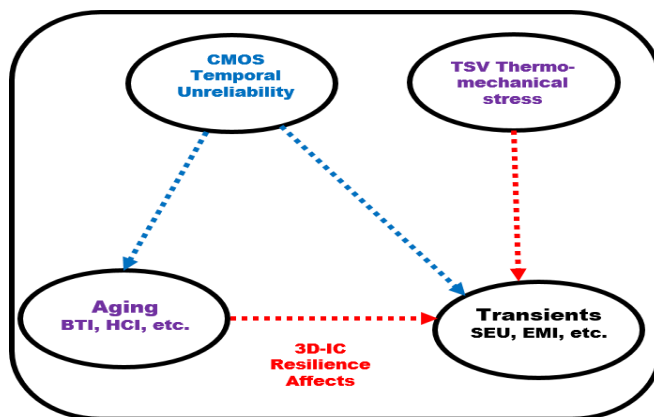 CMOS
Temporal
Unreliability
TSV Thermo-
mechanical
stress
Aging
BTI, HCI, etc.
Transients
SEU, EMI, etc.
3D-IC
Resilience
Affects